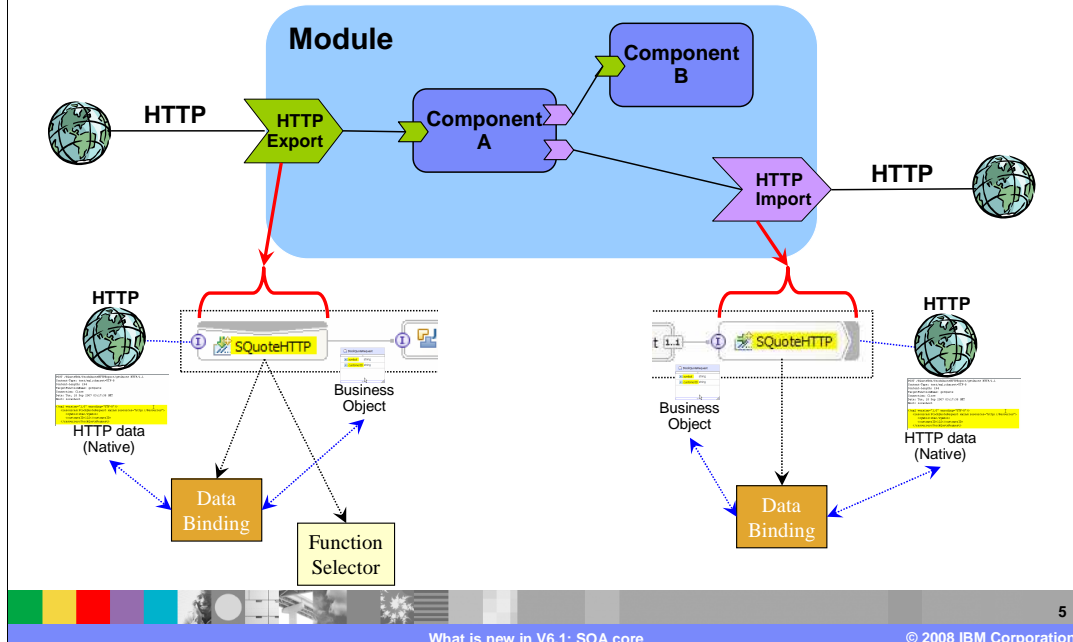 Module
Component
B
HTTP
HTTP
Export
Component
A
HTTP
Import
HTTP
HTTP
I
SQuoteHTTP
I
Business
Object
HTTP data
(Native)
Data
Binding
Function
Selector
t
1..1
I
SQuoteHTTP
HTTP
Business
Object
HTTP data
(Native)
Data
Binding
5
What is new in V6.1: SOA core
© 2008 IBM Corporation